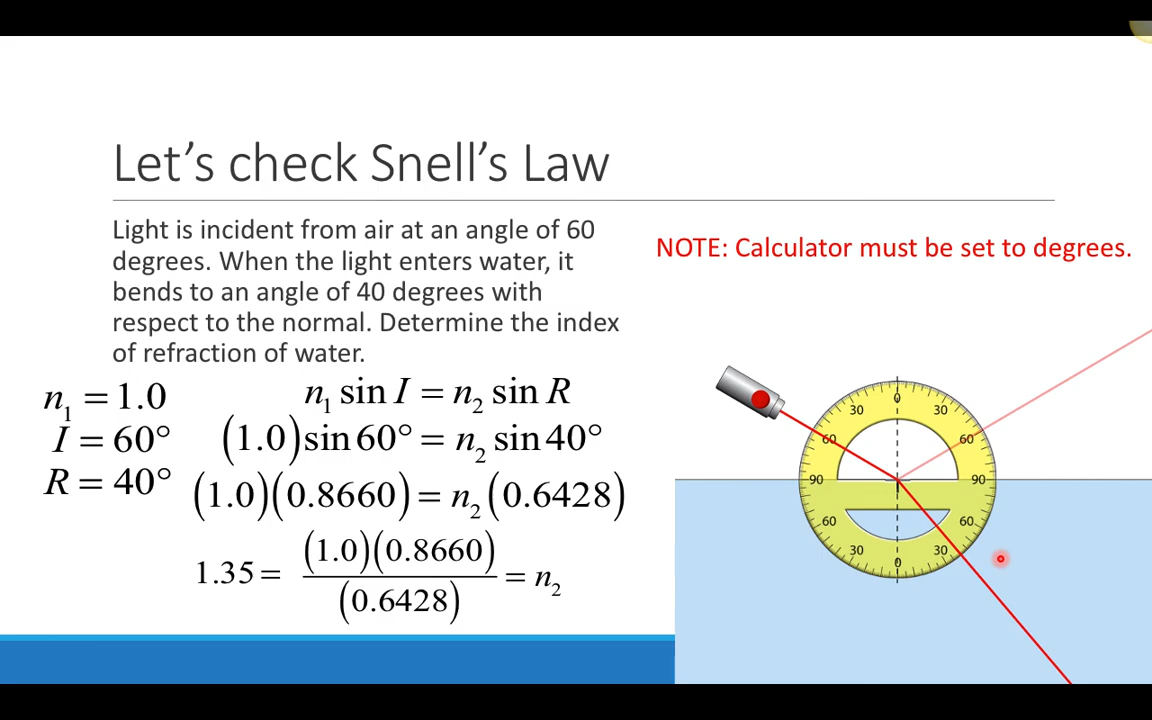 Let's check Snell's Law
Light is incident from air at an angle of 60
degrees. When the light enters water, it
bends to an angle of 40 degrees with
respect to the normal. Determine the index
of refraction of water.
NOTE: Calculator must be set to degrees.
n₁ = 1.0
I = 60°
R = 40°
n₁ sin I = n₂ sin R
(1.0)sin 60° = n₂ sin 40°
(1.0)(0.8660) = n₂(0.6428)
1.35 = (1.0)(0.8660) / (0.6428) = n₂
0
30 30
60 60
90 90
60 60
30 30
0